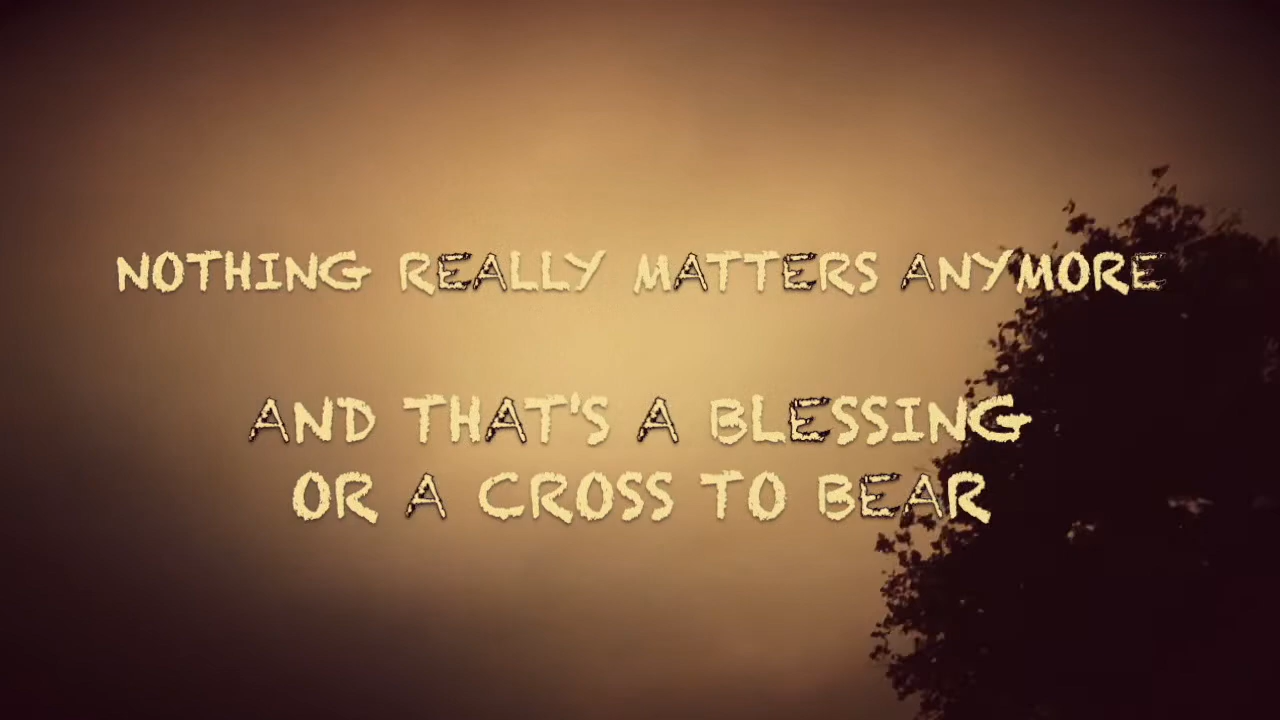 NOTHING REALLY MATTERS ANYMORE
AND THAT'S A BLESSING
OR A CROSS TO BEAR